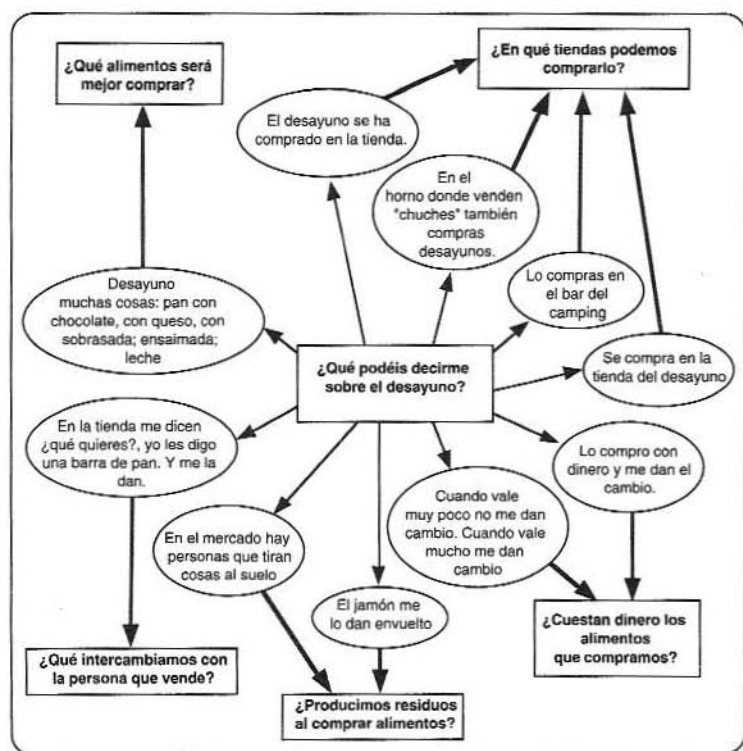 ¿Qué alimentos será
mejor comprar?
¿En qué tiendas podemos
comprarlo?
El desayuno se ha
comprado en la tienda.
En el
horno donde venden
"chuches" también
compras
desayunos.
Desayuno
muchas cosas: pan con
chocolate, con queso, con
sobrasada; ensaimada;
leche
Lo compras en
el bar del
camping
Se compra en la
tienda del desayuno
¿Qué podéis decirme
sobre el desayuno?
En la tienda me dicen
¿qué quieres?, yo les digo
una barra de pan. Y me la
dan.
Lo compro con
dinero y me dan el
cambio.
Cuando vale
muy poco no me dan
cambio. Cuando vale
mucho me dan
cambio
En el mercado hay
personas que tiran
cosas al suelo
El jamón me
lo dan envuelto
¿Cuestan dinero los
alimentos
que compramos?
¿Qué intercambiamos con
la persona que vende?
¿Producimos residuos
al comprar alimentos?